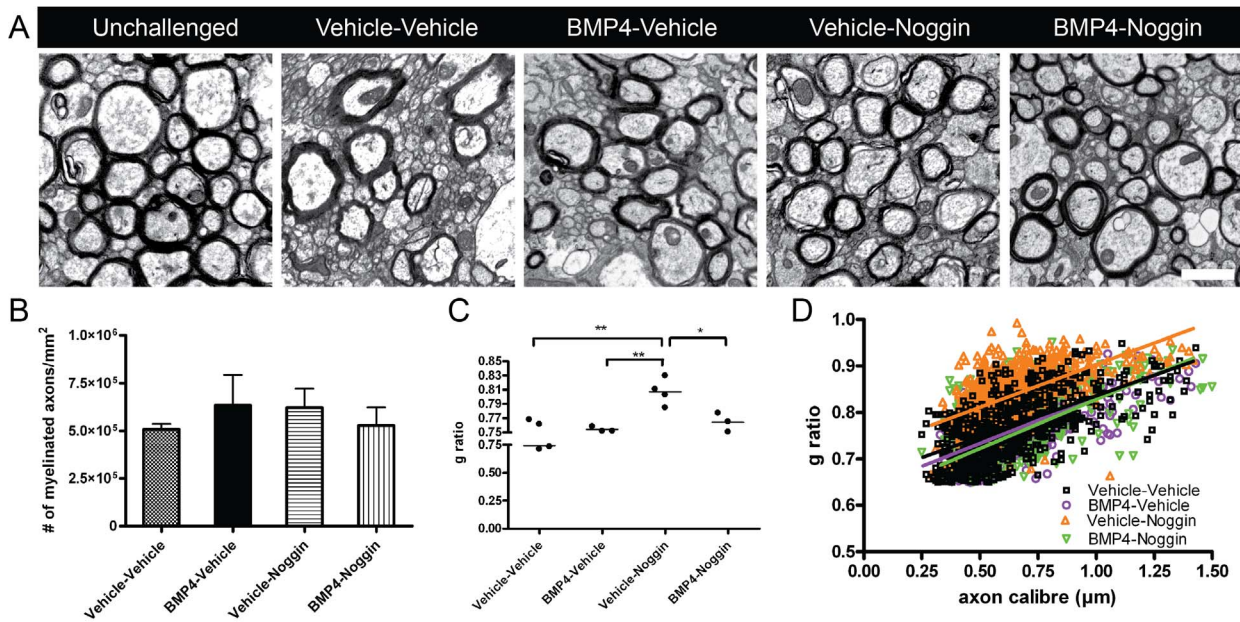 A
Unchallenged
Vehicle-Vehicle
BMP4-Vehicle
Vehicle-Noggin
BMP4-Noggin
B
# of myelinated axons/mm²
1.0×10⁶
7.5×10⁵
5.0×10⁵
2.5×10⁵
0
Vehicle-Vehicle
BMP4-Vehicle
Vehicle-Noggin
BMP4-Noggin
C
**
*
**
g ratio
0.85
0.83
0.81
0.79
0.77
0.75
0.75
0.50
0.25
0.00
Vehicle-Vehicle
BMP4-Vehicle
Vehicle-Noggin
BMP4-Noggin
D
g ratio
1.0
0.9
0.8
0.7
0.6
0.5
Vehicle-Vehicle
BMP4-Vehicle
Vehicle-Noggin
BMP4-Noggin
0.00
0.25
0.50
0.75
1.00
1.25
1.50
axon calibre (µm)